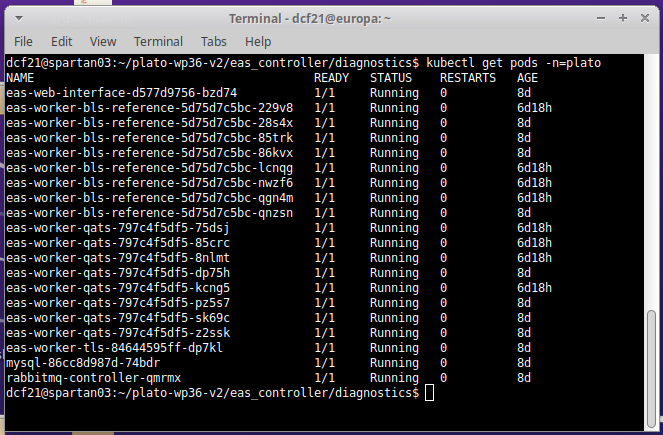 Terminal - dcf21@europa: ~
File Edit View Terminal Tabs Help
dcf21@spartan03:~/plato-wp36-v2/eas_controller/diagnostics$ kubectl get pods -n=plato
NAME READY STATUS RESTARTS AGE
eas-web-interface-d577d9756-bzd74 1/1 Running 0 8d
eas-worker-bls-reference-5d75d7c5bc-229v8 1/1 Running 0 6d18h
eas-worker-bls-reference-5d75d7c5bc-28s4x 1/1 Running 0 8d
eas-worker-bls-reference-5d75d7c5bc-85trk 1/1 Running 0 8d
eas-worker-bls-reference-5d75d7c5bc-86kvx 1/1 Running 0 8d
eas-worker-bls-reference-5d75d7c5bc-lcnqg 1/1 Running 0 6d18h
eas-worker-bls-reference-5d75d7c5bc-nwzf6 1/1 Running 0 6d18h
eas-worker-bls-reference-5d75d7c5bc-qgn4m 1/1 Running 0 6d18h
eas-worker-bls-reference-5d75d7c5bc-qnzsn 1/1 Running 0 8d
eas-worker-qats-797c4f5df5-75dsj 1/1 Running 0 6d18h
eas-worker-qats-797c4f5df5-85crc 1/1 Running 0 6d18h
eas-worker-qats-797c4f5df5-8nlmt 1/1 Running 0 6d18h
eas-worker-qats-797c4f5df5-dp75h 1/1 Running 0 8d
eas-worker-qats-797c4f5df5-kcng5 1/1 Running 0 6d18h
eas-worker-qats-797c4f5df5-pz5s7 1/1 Running 0 8d
eas-worker-qats-797c4f5df5-sk69c 1/1 Running 0 8d
eas-worker-qats-797c4f5df5-z2ssk 1/1 Running 0 8d
eas-worker-tls-84644595ff-dp7kl 1/1 Running 0 8d
mysql-86cc8d987d-74bdr 1/1 Running 0 8d
rabbitmq-controller-qmrmx 1/1 Running 0 8d
dcf21@spartan03:~/plato-wp36-v2/eas_controller/diagnostics$